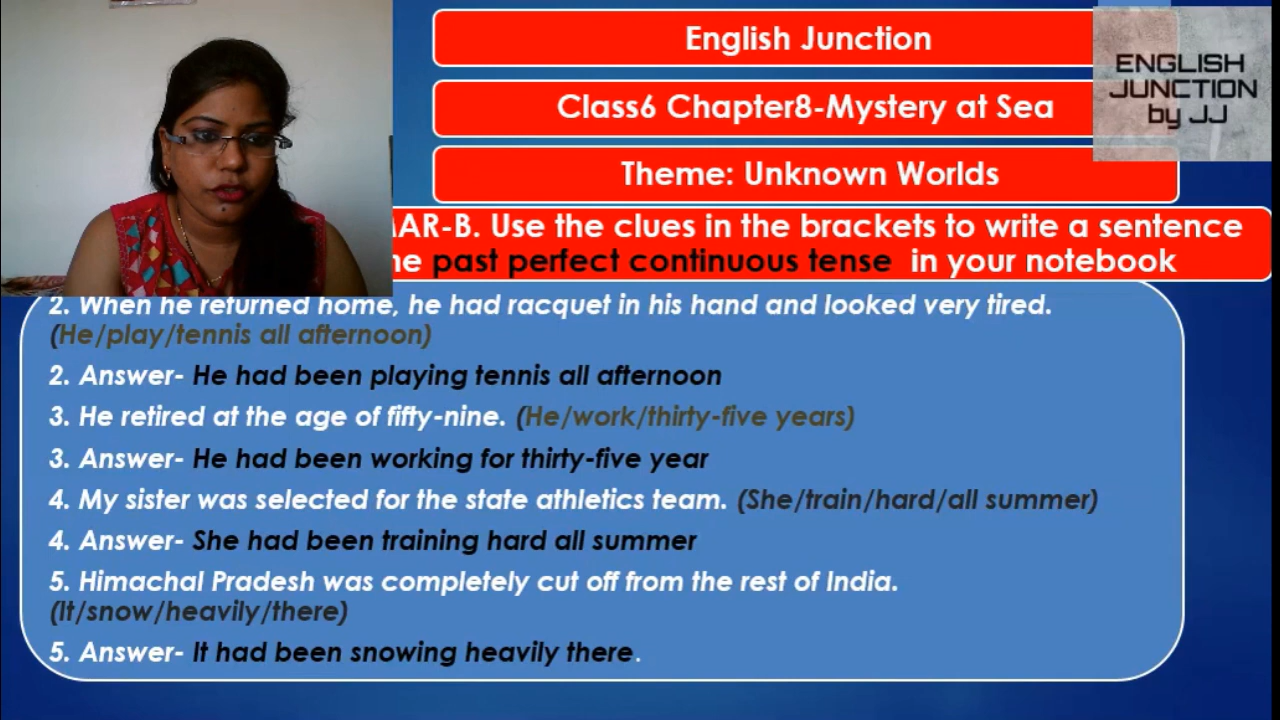 English Junction
ENGLISH
JUNCTION
by JJ
Class6 Chapter8-Mystery at Sea
Theme: Unknown Worlds
-B. Use the clues in the brackets to write a sentence
past perfect continuous tense in your notebook
2. When he returned home, he had racquet in his hand and looked very tired.
(He/play/tennis all afternoon)
2. Answer- He had been playing tennis all afternoon
3. He retired at the age of fifty-nine. (He/work/thirty-five years)
3. Answer- He had been working for thirty-five year
4. My sister was selected for the state athletics team. (She/train/hard/all summer)
4. Answer- She had been training hard all summer
5. Himachal Pradesh was completely cut off from the rest of India.
(It/snow/heavily/there)
5. Answer- It had been snowing heavily there.